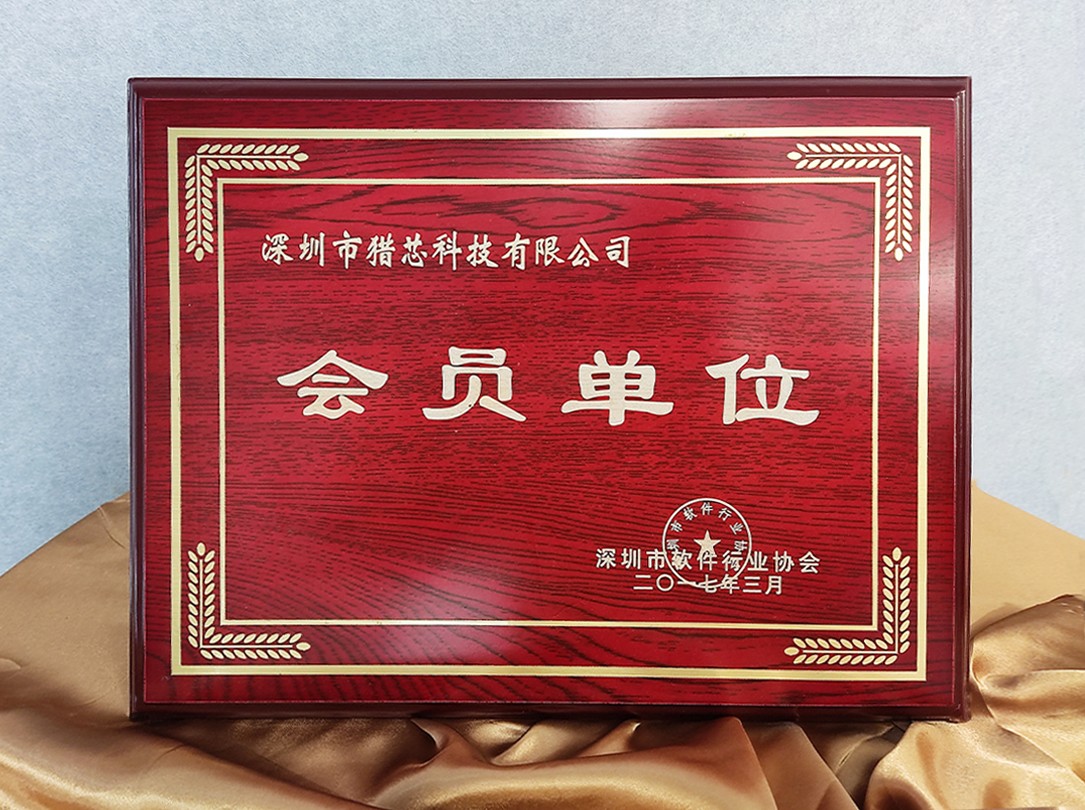 深圳市猎芯科技有限公司
会员单位
深圳市软件行业协会
二〇一七年三月